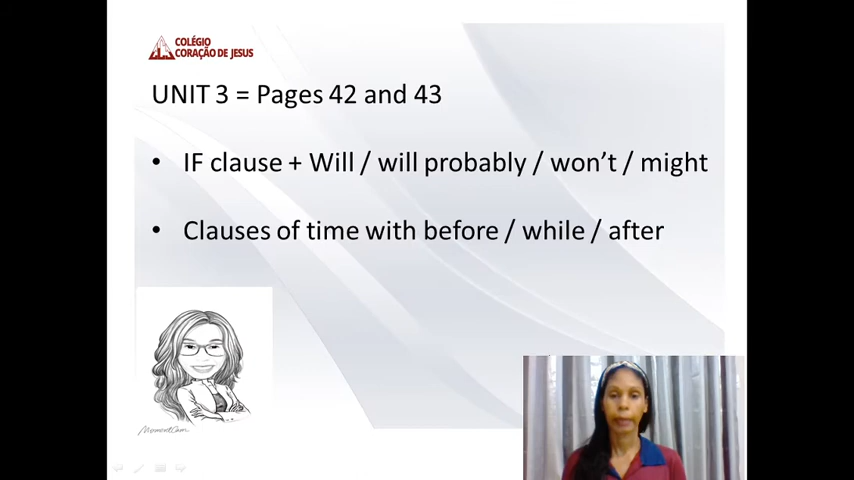 COLÉGIO
CORAÇÃO DE JESUS
UNIT 3 = Pages 42 and 43
• IF clause + Will / will probably / won’t / might
• Clauses of time with before / while / after
MomentCam